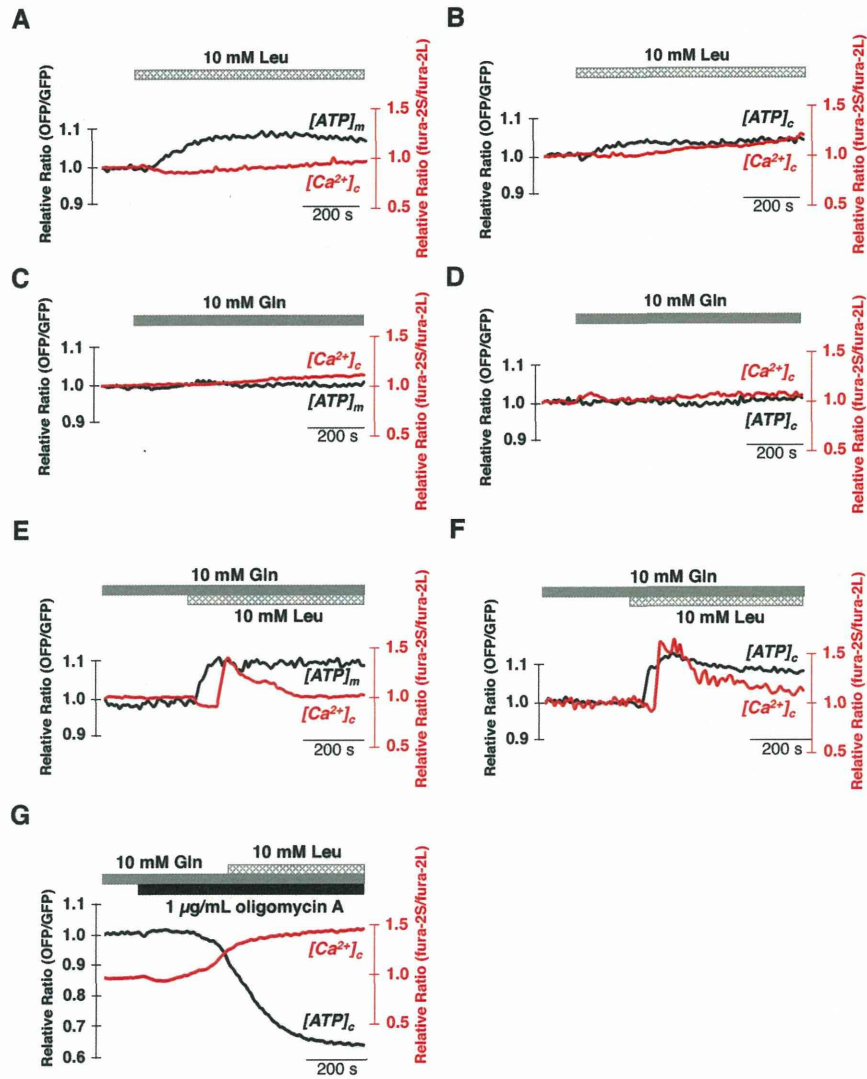 A
10 mM Leu
Relative Ratio (OFP/GFP)
1.1
1.0
0.9
[ATP]m
[Ca2+]c
200 s
1.5
1.0
0.5
Relative Ratio (fura-2S/fura-2L)
B
10 mM Leu
Relative Ratio (OFP/GFP)
1.1
1.0
0.9
[ATP]c
[Ca2+]c
200 s
1.5
1.0
0.5
Relative Ratio (fura-2S/fura-2L)
C
10 mM Gln
Relative Ratio (OFP/GFP)
1.1
1.0
0.9
[Ca2+]c
[ATP]m
200 s
1.5
1.0
0.5
Relative Ratio (fura-2S/fura-2L)
D
10 mM Gln
Relative Ratio (OFP/GFP)
1.1
1.0
0.9
[Ca2+]c
[ATP]c
200 s
1.5
1.0
0.5
Relative Ratio (fura-2S/fura-2L)
E
10 mM Gln
10 mM Leu
Relative Ratio (OFP/GFP)
1.1
1.0
0.9
[ATP]m
[Ca2+]c
200 s
1.5
1.0
0.5
Relative Ratio (fura-2S/fura-2L)
F
10 mM Gln
10 mM Leu
Relative Ratio (OFP/GFP)
1.1
1.0
0.9
[ATP]c
[Ca2+]c
200 s
1.5
1.0
0.5
Relative Ratio (fura-2S/fura-2L)
G
10 mM Gln
10 mM Leu
1 µg/mL oligomycin A
Relative Ratio (OFP/GFP)
1.1
1.0
0.9
0.8
0.7
0.6
[Ca2+]c
[ATP]c
200 s
1.5
1.0
0.5
Relative Ratio (fura-2S/fura-2L)